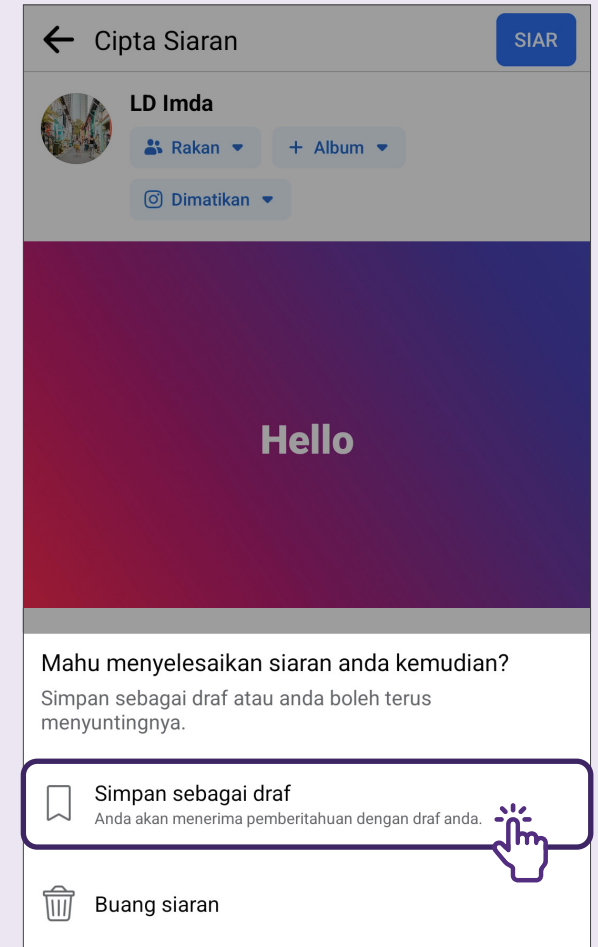 Cipta Siaran
SIAR
LD Imda
Rakan
+ Album
Dimatikan
Hello
Mahu menyelesaikan siaran anda kemudian?
Simpan sebagai draf atau anda boleh terus
menyuntingnya.
Simpan sebagai draf
Anda akan menerima pemberitahuan dengan draf anda.
Buang siaran